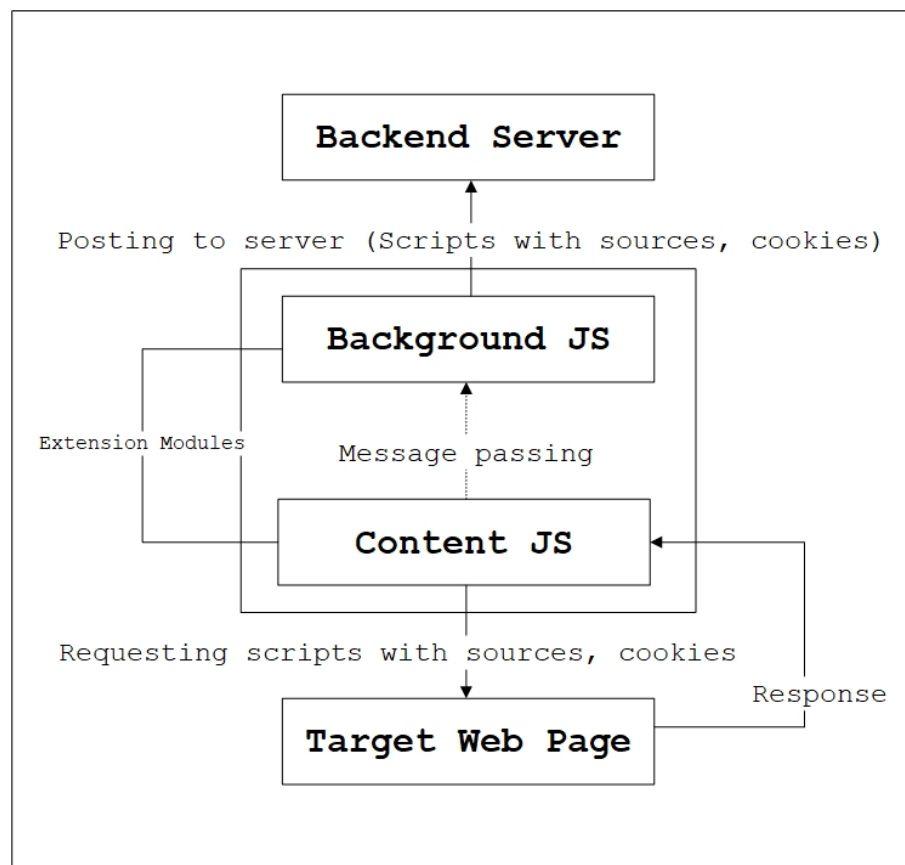 Backend Server
Posting to server (Scripts with sources, cookies)
Background JS
Extension Modules
Message passing
Content JS
Requesting scripts with sources, cookies
Response
Target Web Page